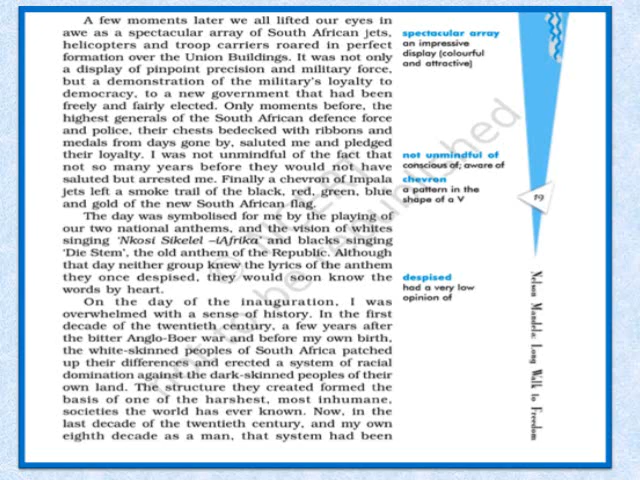 A few moments later we all lifted our eyes in
awe as a spectacular array of South African jets,
helicopters and troop carriers roared in perfect
formation over the Union Buildings. It was not only
a display of pinpoint precision and military force,
but a demonstration of the military's loyalty to
democracy, to a new government that had been
freely and fairly elected. Only moments before, the
highest generals of the South African defence force
and police, their chests bedecked with ribbons and
medals from days gone by, saluted me and pledged
their loyalty. I was not unmindful of the fact that
not so many years before they would not have
saluted but arrested me. Finally a chevron of Impala
jets left a smoke trail of the black, red, green, blue
and gold of the new South African flag.
The day was symbolised for me by the playing of
our two national anthems, and the vision of whites
singing 'Nkosi Sikelel –iAfrika' and blacks singing
'Die Stem', the old anthem of the Republic. Although
that day neither group knew the lyrics of the anthem
they once despised, they would soon know the
words by heart.
On the day of the inauguration, I was
overwhelmed with a sense of history. In the first
decade of the twentieth century, a few years after
the bitter Anglo-Boer war and before my own birth,
the white-skinned peoples of South Africa patched
up their differences and erected a system of racial
domination against the dark-skinned peoples of their
own land. The structure they created formed the
basis of one of the harshest, most inhumane,
societies the world has ever known. Now, in the
last decade of the twentieth century, and my own
eighth decade as a man, that system had been
spectacular array
an impressive
display (colourful
and attractive)
not unmindful of
conscious of; aware of
chevron
a pattern in the
shape of a V
despised
had a very low
opinion of
19
Nelson Mandela: Long Walk to Freedom